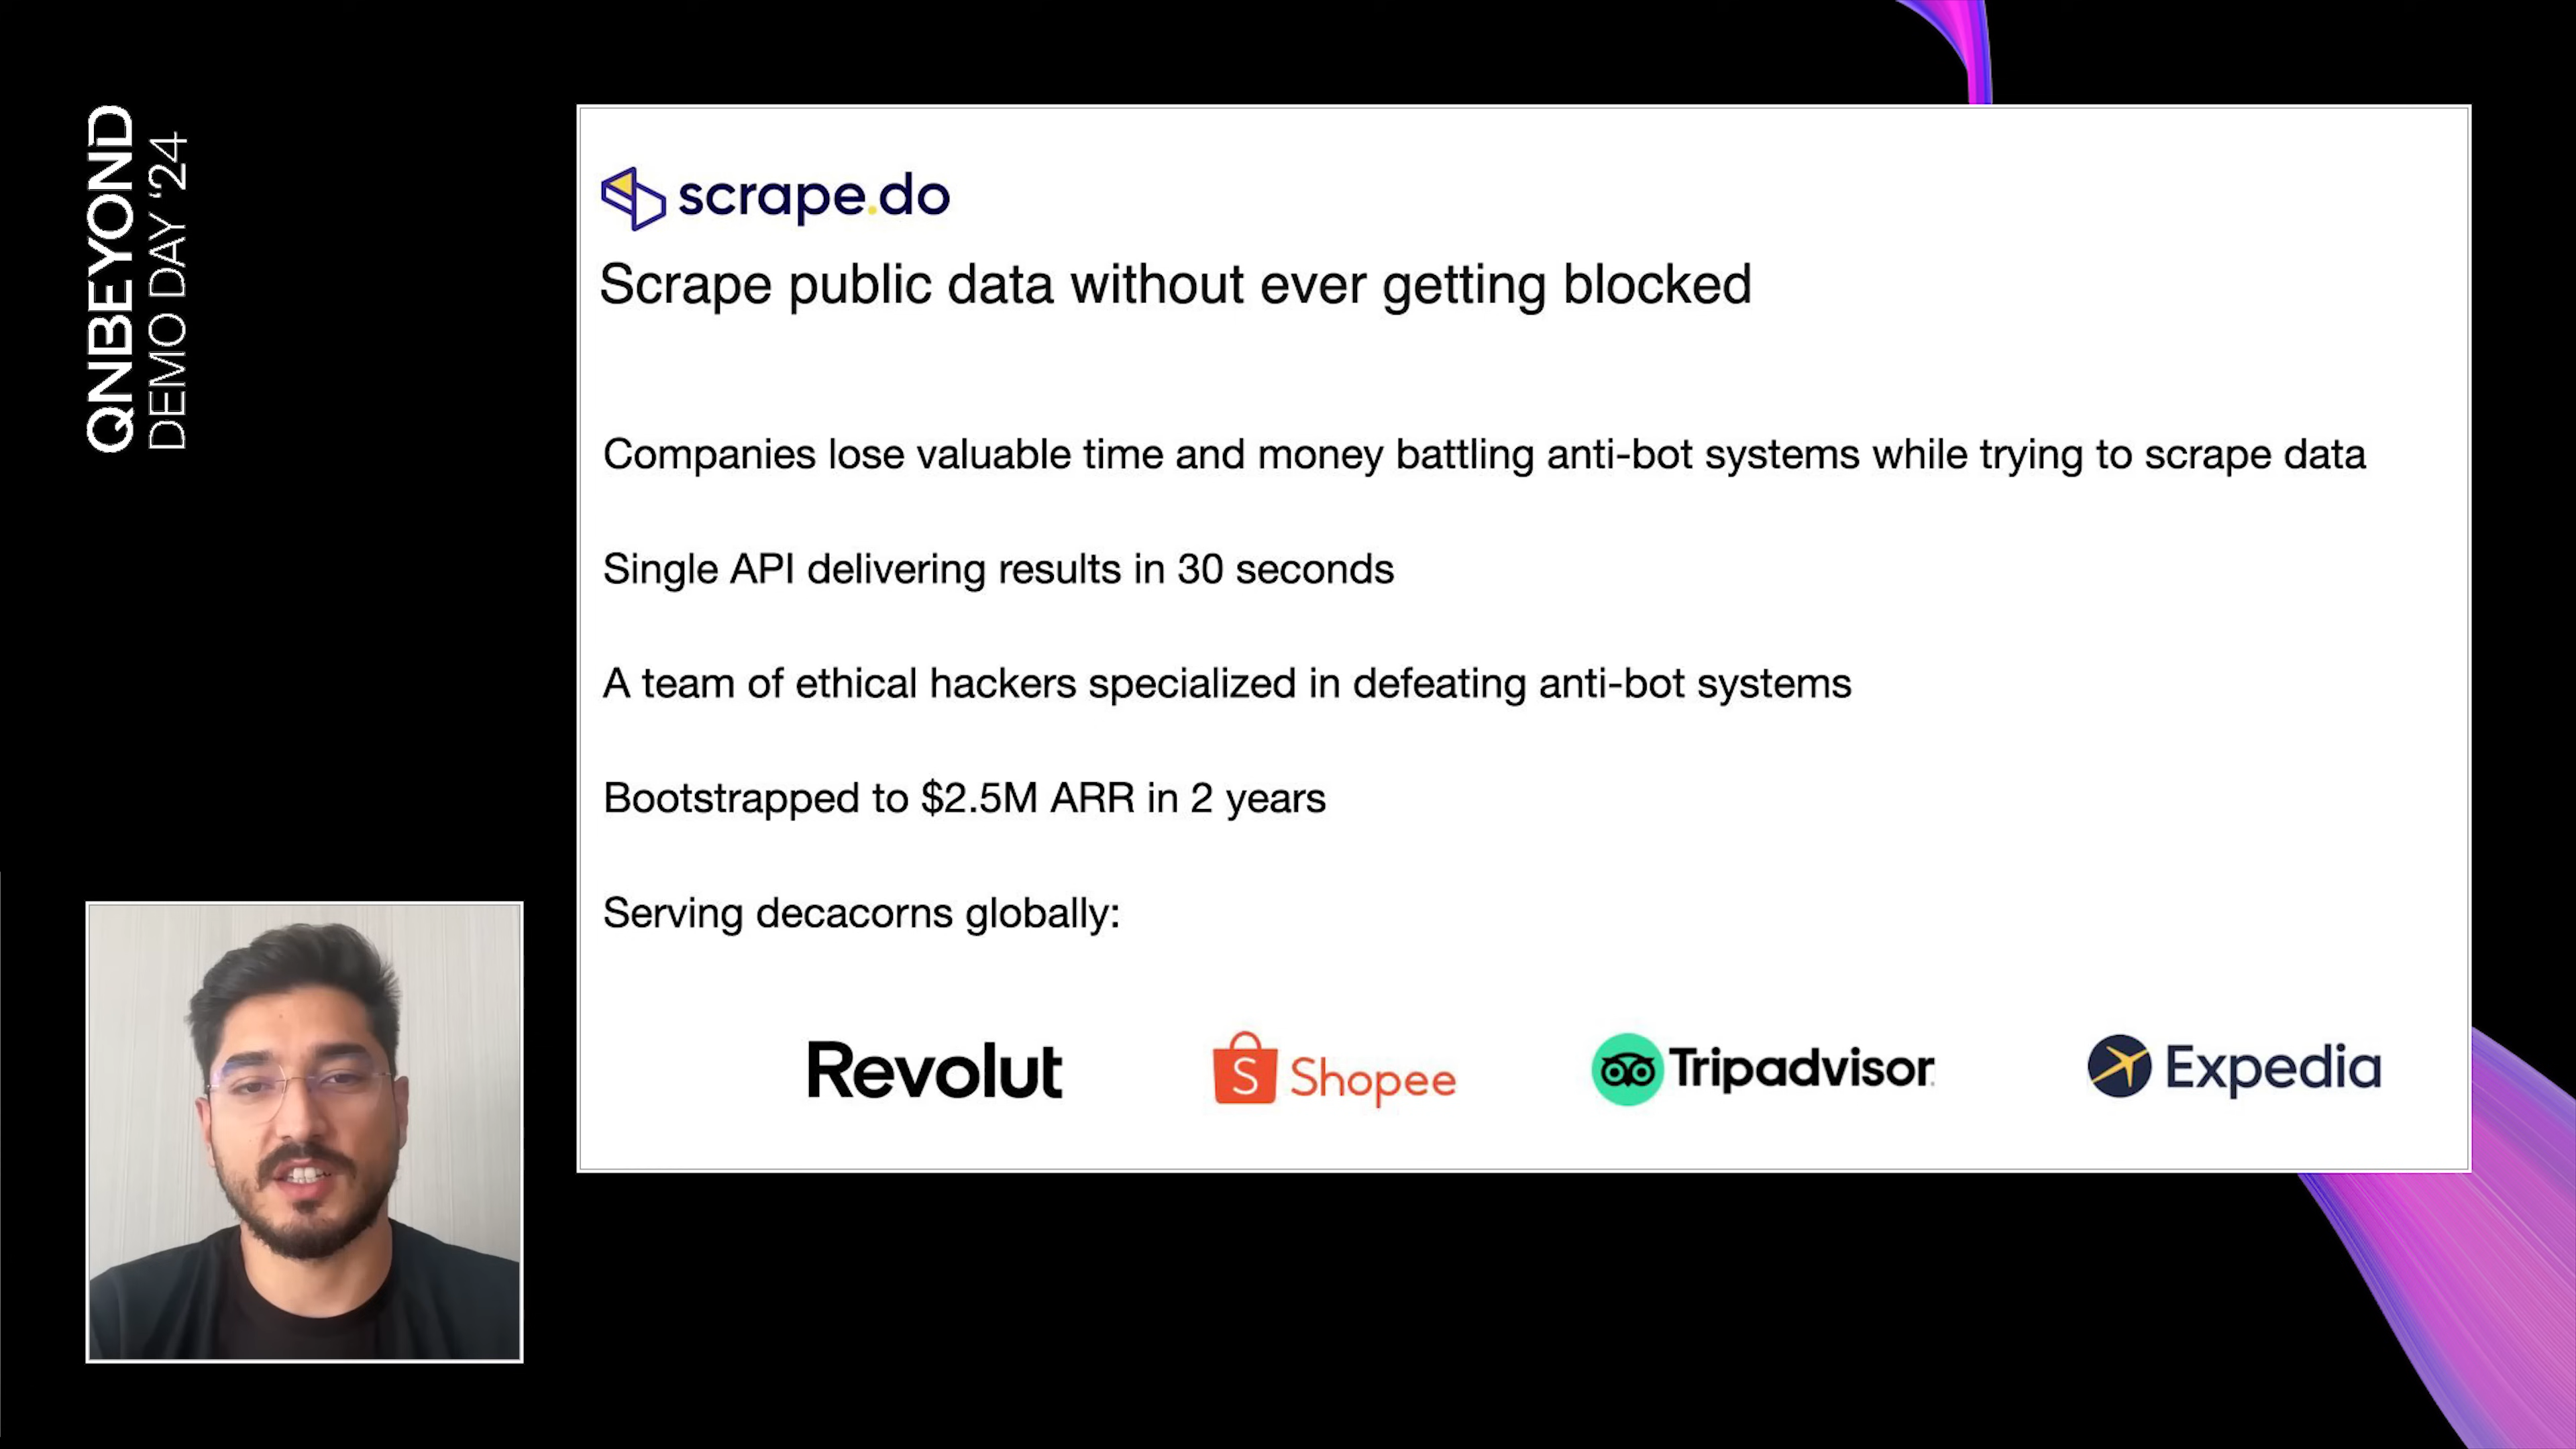 QNBEYOND
DEMO DAY ‘24
scrape.do
Scrape public data without ever getting blocked
Companies lose valuable time and money battling anti-bot systems while trying to scrape data
Single API delivering results in 30 seconds
A team of ethical hackers specialized in defeating anti-bot systems
Bootstrapped to $2.5M ARR in 2 years
Serving decacorns globally:
Revolut
S Shopee
Tripadvisor
Expedia